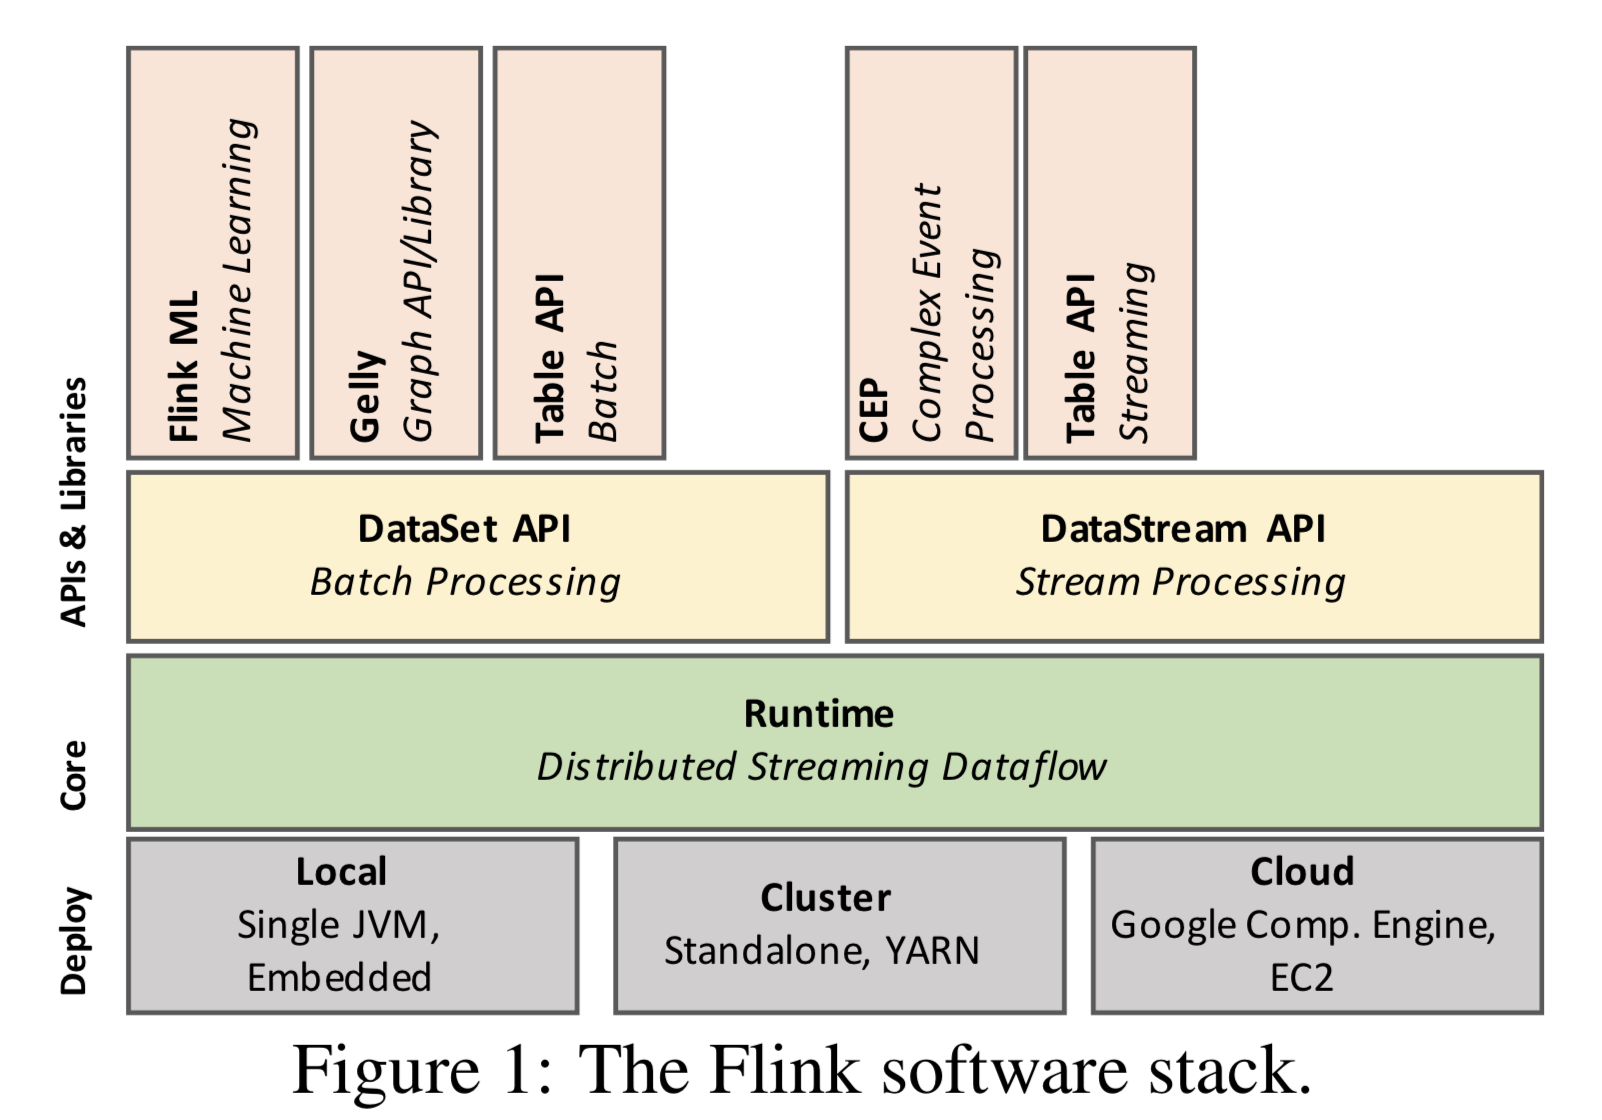 APIs & Libraries
Flink ML
Machine Learning
Gelly
Graph API/Library
Table API
Batch
CEP
Complex Event
Processing
Table API
Streaming
DataSet API
Batch Processing
DataStream API
Stream Processing
Core
Runtime
Distributed Streaming Dataflow
Deploy
Local
Single JVM,
Embedded
Cluster
Standalone, YARN
Cloud
Google Comp. Engine,
EC2
Figure 1: The Flink software stack.